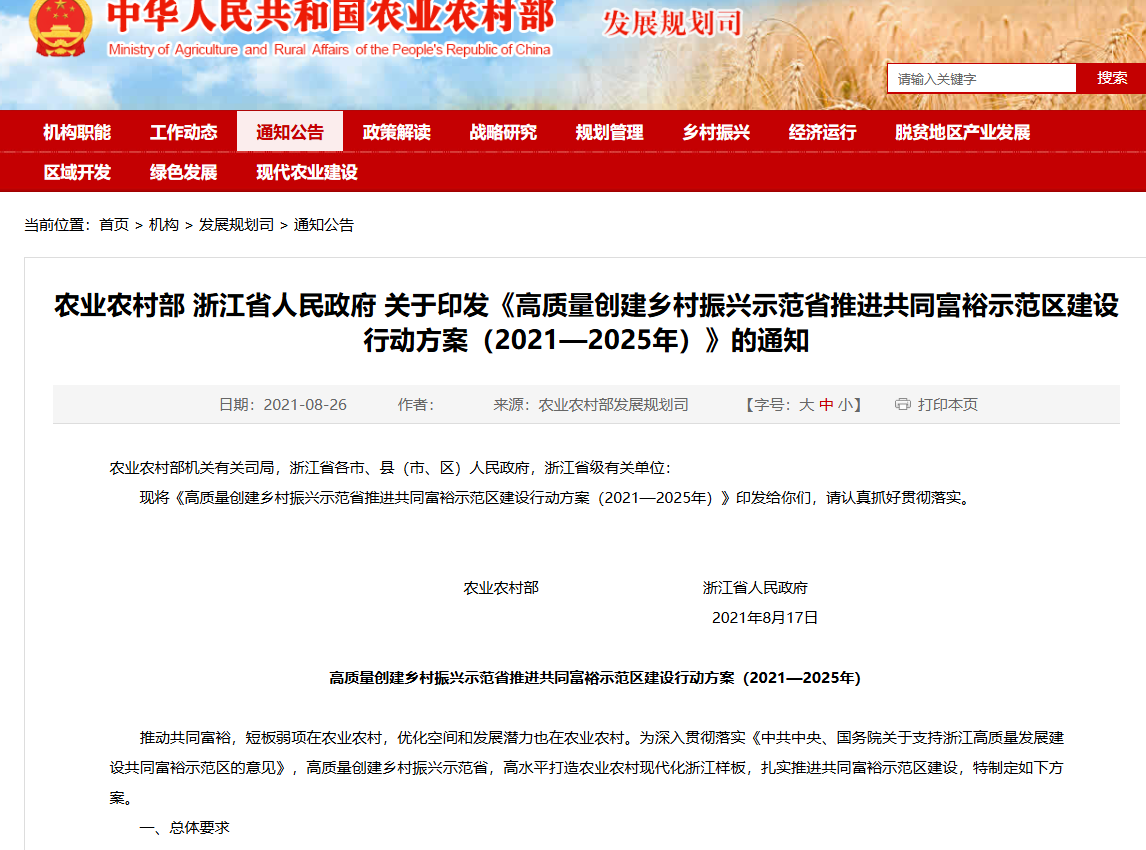 中华人民共和国农业农村部
发展规划司
Ministry of Agriculture and Rural Affairs of the People's Republic of China
请输入关键字 搜索
机构职能 工作动态 通知公告 政策解读 战略研究 规划管理 乡村振兴 经济运行 脱贫地区产业发展
区域开发 绿色发展 现代农业建设
当前位置：首页 > 机构 > 发展规划司 > 通知公告
农业农村部 浙江省人民政府 关于印发《高质量创建乡村振兴示范省推进共同富裕示范区建设
行动方案（2021—2025年）》的通知
日期：2021-08-26 作者： 来源：农业农村部发展规划司 【字号：大 中 小】 打印本页
农业农村部机关有关司局，浙江省各市、县（市、区）人民政府，浙江省级有关单位：
现将《高质量创建乡村振兴示范省推进共同富裕示范区建设行动方案（2021—2025年）》印发给你们，请认真抓好贯彻落实。
农业农村部 浙江省人民政府
2021年8月17日
高质量创建乡村振兴示范省推进共同富裕示范区建设行动方案（2021—2025年）
推动共同富裕，短板弱项在农业农村，优化空间和发展潜力也在农业农村。为深入贯彻落实《中共中央、国务院关于支持浙江高质量发展建
设共同富裕示范区的意见》，高质量创建乡村振兴示范省，高水平打造农业农村现代化浙江样板，扎实推进共同富裕示范区建设，特制定如下方
案。
一、总体要求